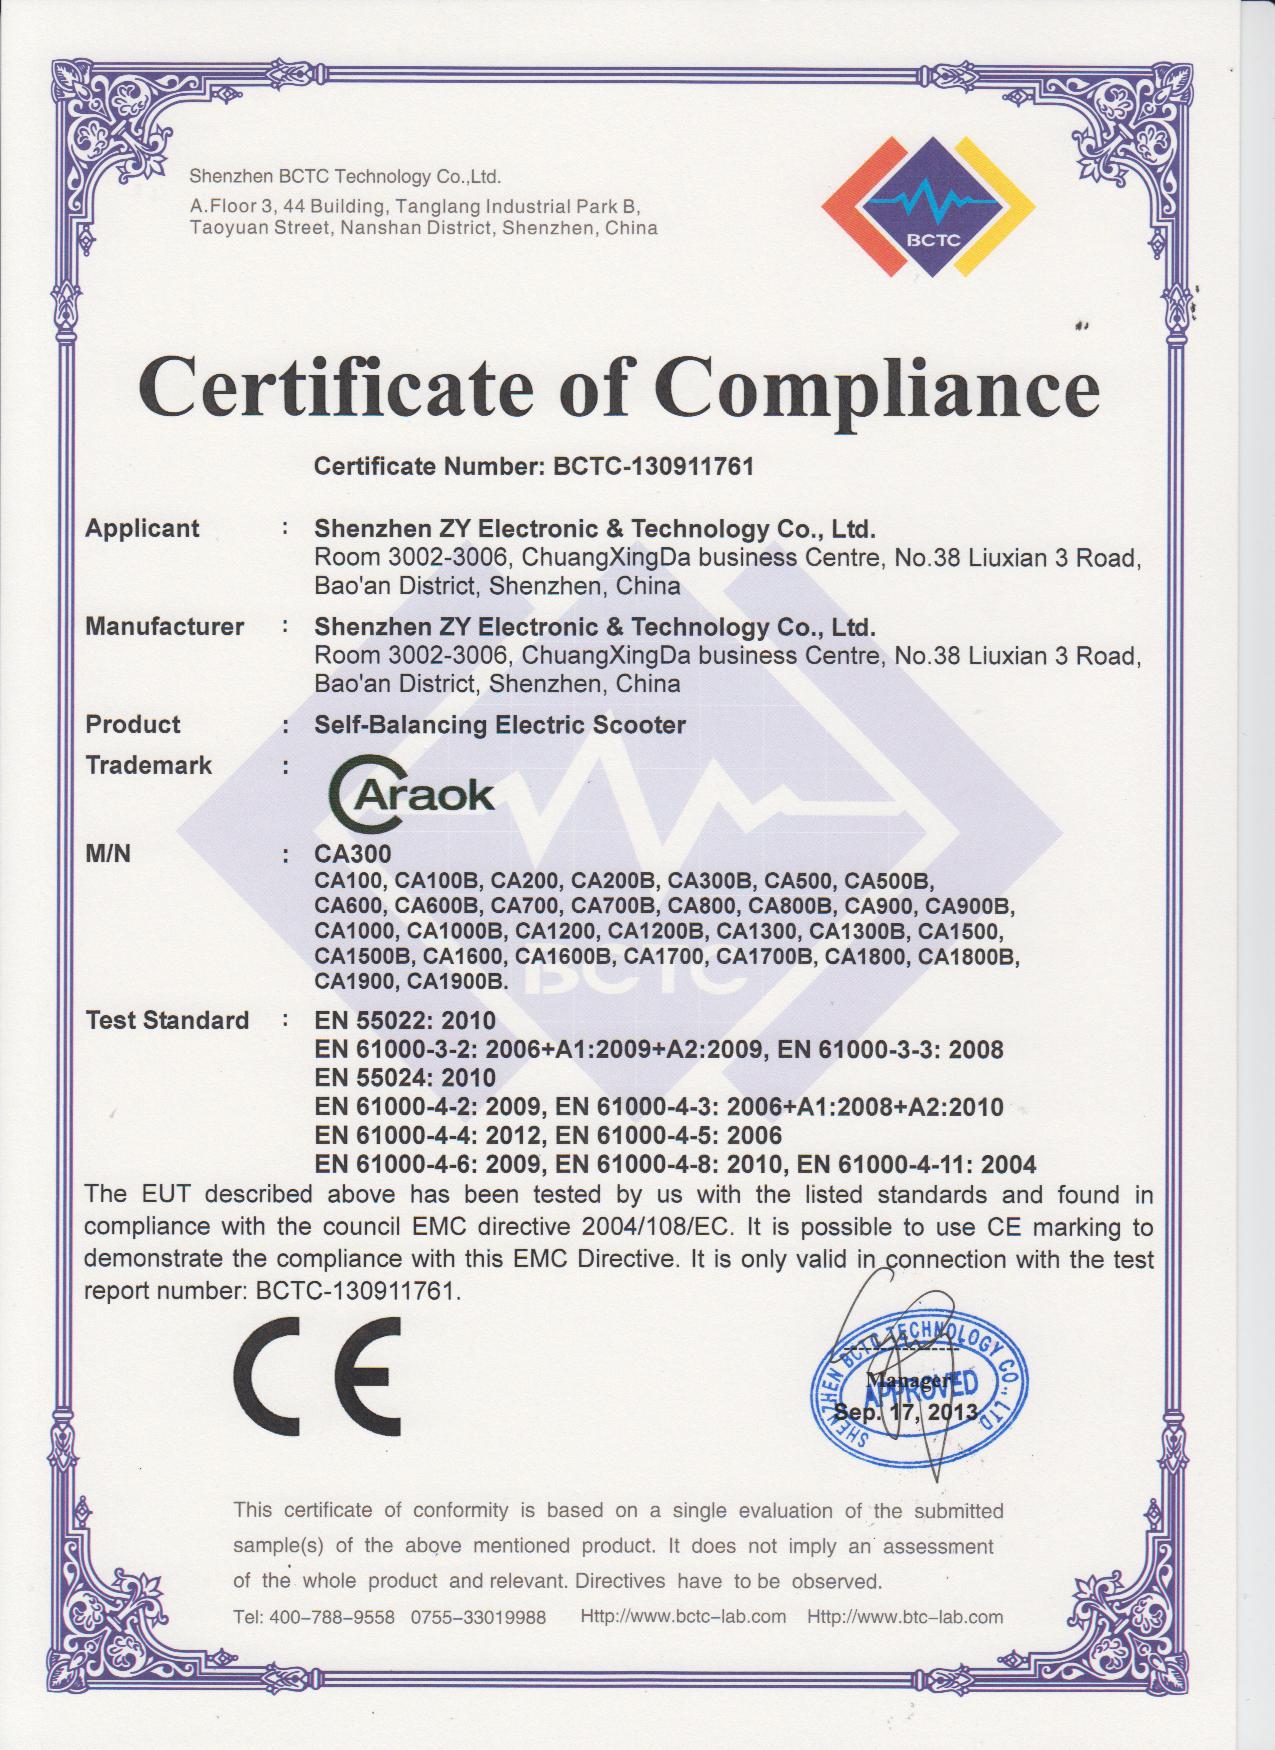 Shenzhen BCTC Technology Co.,Ltd.
A.Floor 3, 44 Building, Tanglang Industrial Park B,
Taoyuan Street, Nanshan District, Shenzhen, China
BCTC
Certificate of Compliance
Certificate Number: BCTC-130911761
Applicant : Shenzhen ZY Electronic & Technology Co., Ltd.
Room 3002-3006, ChuangXingDa business Centre, No.38 Liuxian 3 Road,
Bao'an District, Shenzhen, China
Manufacturer : Shenzhen ZY Electronic & Technology Co., Ltd.
Room 3002-3006, ChuangXingDa business Centre, No.38 Liuxian 3 Road,
Bao'an District, Shenzhen, China
Product : Self-Balancing Electric Scooter
Trademark : CAraok
M/N : CA300
CA100, CA100B, CA200, CA200B, CA300B, CA500, CA500B,
CA600, CA600B, CA700, CA700B, CA800, CA800B, CA900, CA900B,
CA1000, CA1000B, CA1200, CA1200B, CA1300, CA1300B, CA1500,
CA1500B, CA1600, CA1600B, CA1700, CA1700B, CA1800, CA1800B,
CA1900, CA1900B.
BCTC
Test Standard : EN 55022: 2010
EN 61000-3-2: 2006+A1:2009+A2:2009, EN 61000-3-3: 2008
EN 55024: 2010
EN 61000-4-2: 2009, EN 61000-4-3: 2006+A1:2008+A2:2010
EN 61000-4-4: 2012, EN 61000-4-5: 2006
EN 61000-4-6: 2009, EN 61000-4-8: 2010, EN 61000-4-11: 2004
The EUT described above has been tested by us with the listed standards and found in
compliance with the council EMC directive 2004/108/EC. It is possible to use CE marking to
demonstrate the compliance with this EMC Directive. It is only valid in connection with the test
report number: BCTC-130911761.
CE
SHENZHEN BCTC TECHNOLOGY CO., LTD
Manager
APPROVED
Sep. 17, 2013
This certificate of conformity is based on a single evaluation of the submitted
sample(s) of the above mentioned product. It does not imply an assessment
of the whole product and relevant. Directives have to be observed.
Tel: 400-788-9558 0755-33019988 Http://www.bctc-lab.com Http://www.btc-lab.com